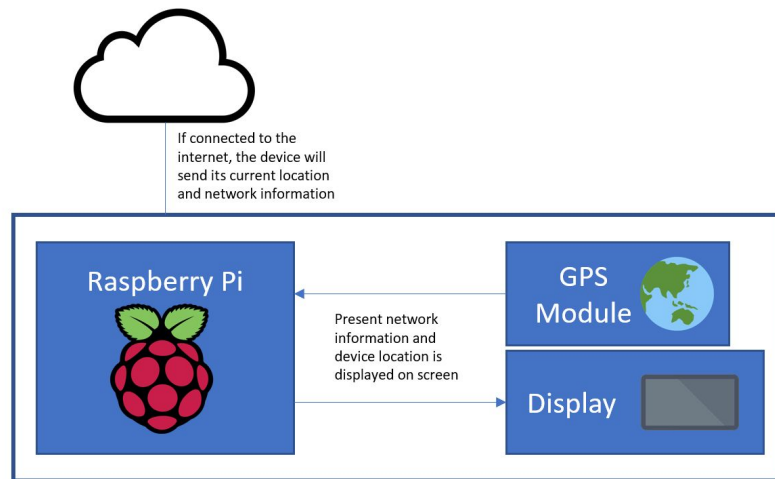 If connected to the
internet, the device will
send its current location
and network information
Raspberry Pi
GPS
Module
Present network
information and
device location is
displayed on screen
Display